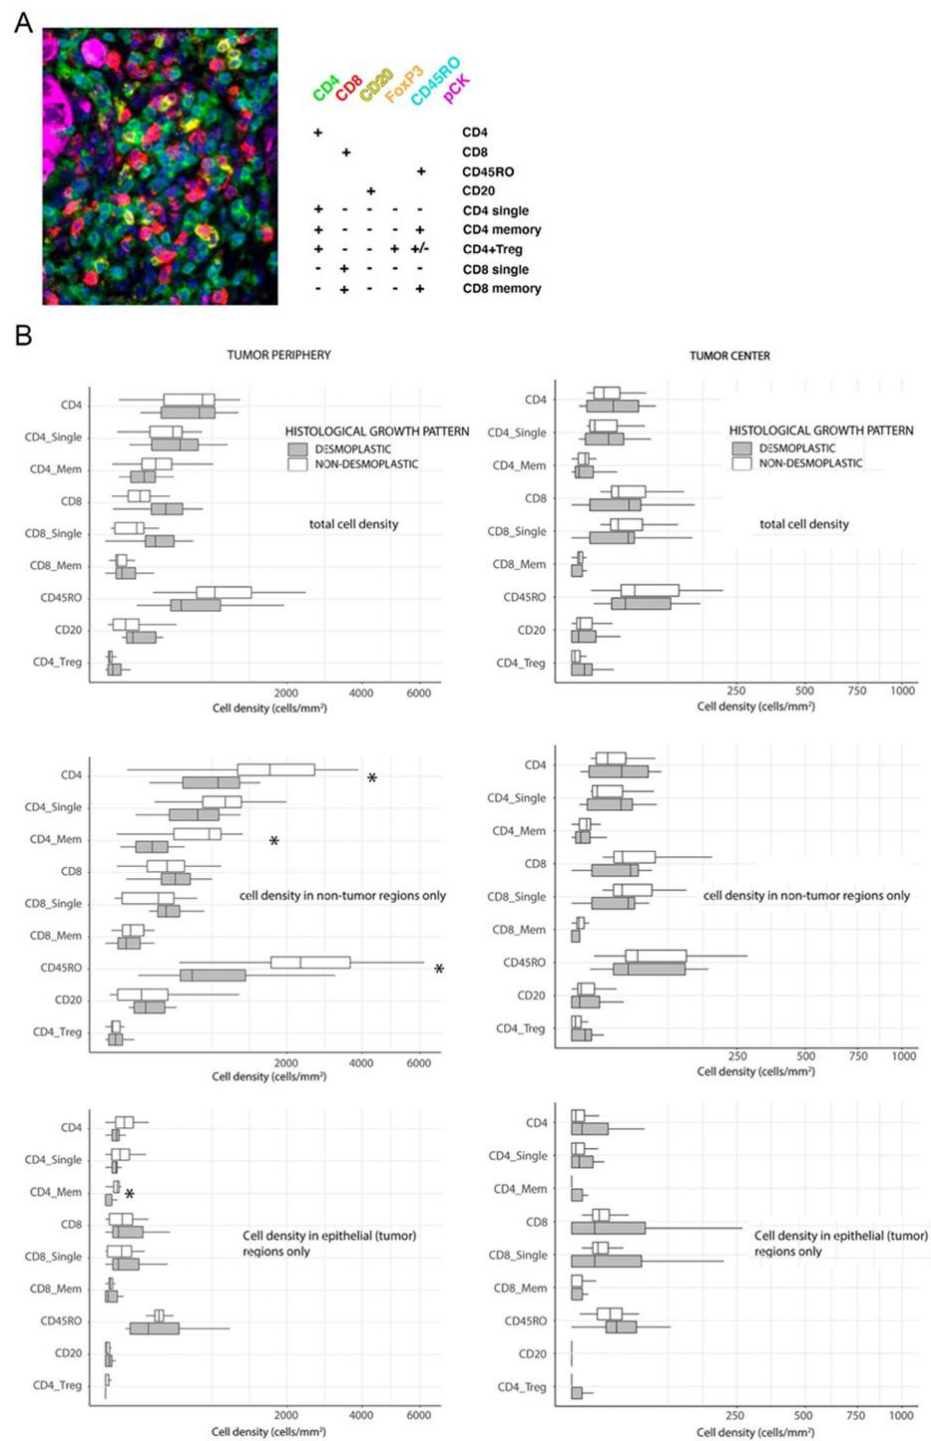 A
CD4 CD8 CD20 FoxP3 CD45RO pCK
+ CD4
+ CD8
+ CD45RO
+ CD20
+ - - - - CD4 single
+ - - - + CD4 memory
+ - - + +/- CD4+Treg
- + - - - CD8 single
- + - - + CD8 memory
B
TUMOR PERIPHERY
CD4
CD4_Single
CD4_Mem
CD8
CD8_Single
CD8_Mem
CD45RO
CD20
CD4_Treg
HISTOLOGICAL GROWTH PATTERN
DESMOPLASTIC
NON-DESMOPLASTIC
total cell density
2000 4000 6000
Cell density (cells/mm²)
TUMOR CENTER
CD4
CD4_Single
CD4_Mem
CD8
CD8_Single
CD8_Mem
CD45RO
CD20
CD4_Treg
HISTOLOGICAL GROWTH PATTERN
DESMOPLASTIC
NON-DESMOPLASTIC
total cell density
250 500 750 1000
Cell density (cells/mm²)
CD4
*
CD4_Single
CD4_Mem
*
CD8
CD8_Single
cell density in non-tumor regions only
CD8_Mem
CD45RO
*
CD20
CD4_Treg
2000 4000 6000
Cell density (cells/mm²)
CD4
CD4_Single
CD4_Mem
CD8
CD8_Single
cell density in non-tumor regions only
CD8_Mem
CD45RO
CD20
CD4_Treg
250 500 750 1000
Cell density (cells/mm²)
CD4
CD4_Single
CD4_Mem
*
CD8
Cell density in epithelial (tumor)
regions only
CD8_Single
CD8_Mem
CD45RO
CD20
CD4_Treg
2000 4000 6000
Cell density (cells/mm²)
CD4
CD4_Single
CD4_Mem
CD8
Cell density in epithelial (tumor)
regions only
CD8_Single
CD8_Mem
CD45RO
CD20
CD4_Treg
250 500 750 1000
Cell density (cells/mm²)